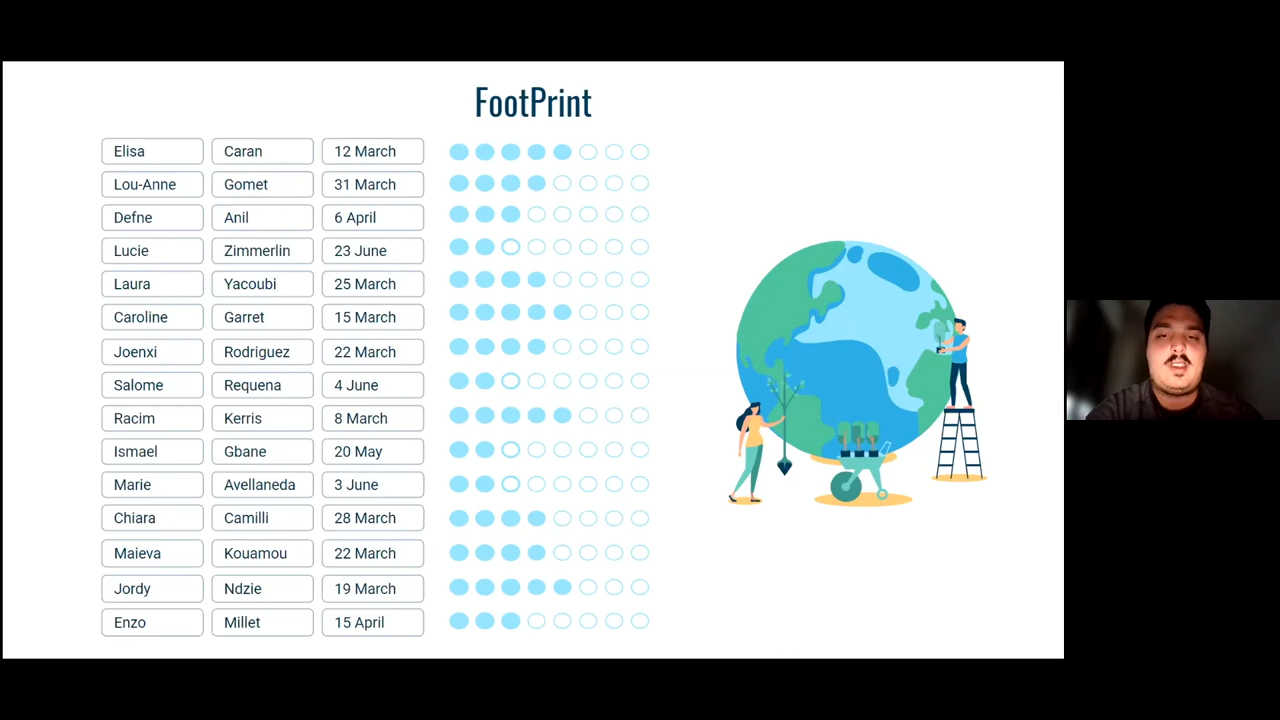 FootPrint
Elisa Caran 12 March
Lou-Anne Gomet 31 March
Defne Anil 6 April
Lucie Zimmerlin 23 June
Laura Yacoubi 25 March
Caroline Garret 15 March
Joenxi Rodriguez 22 March
Salome Requena 4 June
Racim Kerris 8 March
Ismael Gbane 20 May
Marie Avellaneda 3 June
Chiara Camilli 28 March
Maieva Kouamou 22 March
Jordy Ndzie 19 March
Enzo Millet 15 April